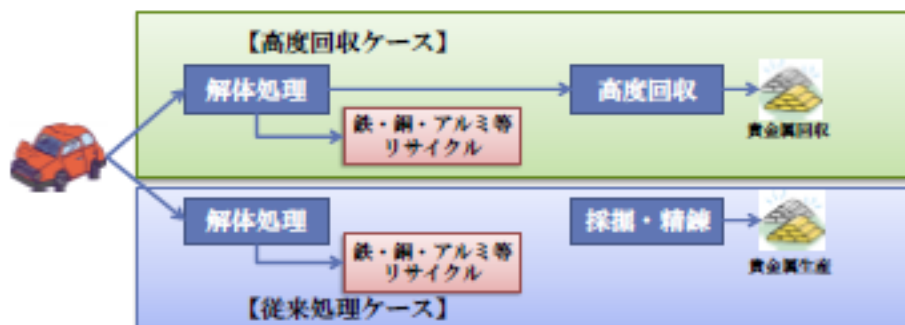 【高度回収ケース】
解体処理
高度回収
鉄・銅・アルミ等
リサイクル
貴金属回収
解体処理
採掘・精錬
鉄・銅・アルミ等
リサイクル
貴金属生産
【従来処理ケース】